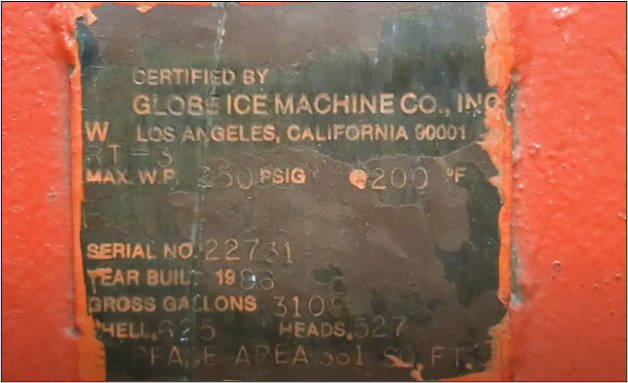 CERTIFIED BY
GLOBE ICE MACHINE CO., INC
W LOS ANGELES, CALIFORNIA 90001
RT-3
MAX. W.P. 250 PSIG @ 200 °F
SERIAL NO. 22731
YEAR BUILT 1986
GROSS GALLONS
SHELL .625 HEADS .527
SURFACE AREA 381 SQ FT.